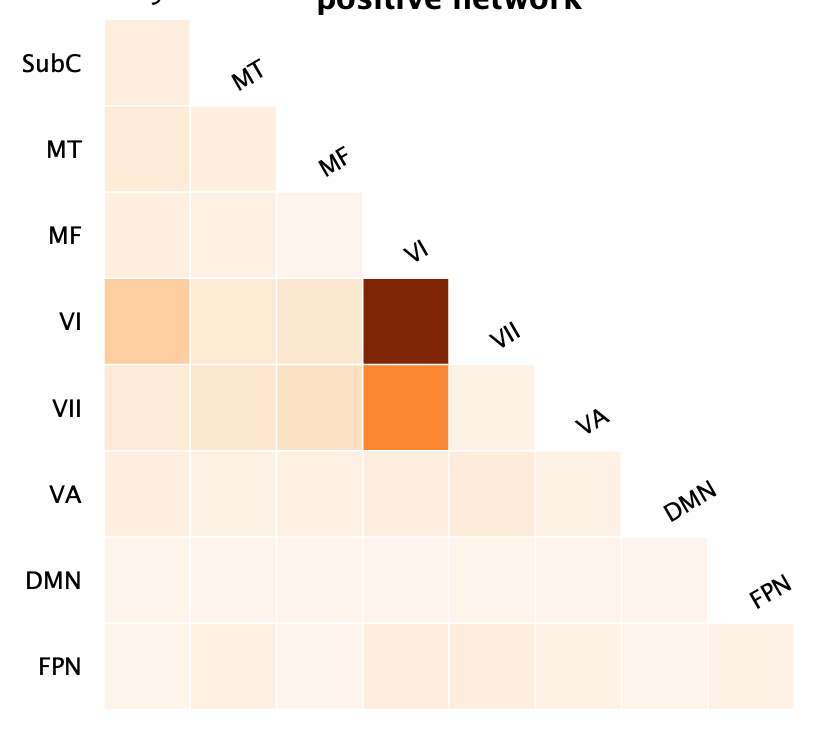 positive network
SubC
MT
MT
MF
MF
VI
VI
VII
VII
VA
VA
DMN
DMN
FPN
FPN